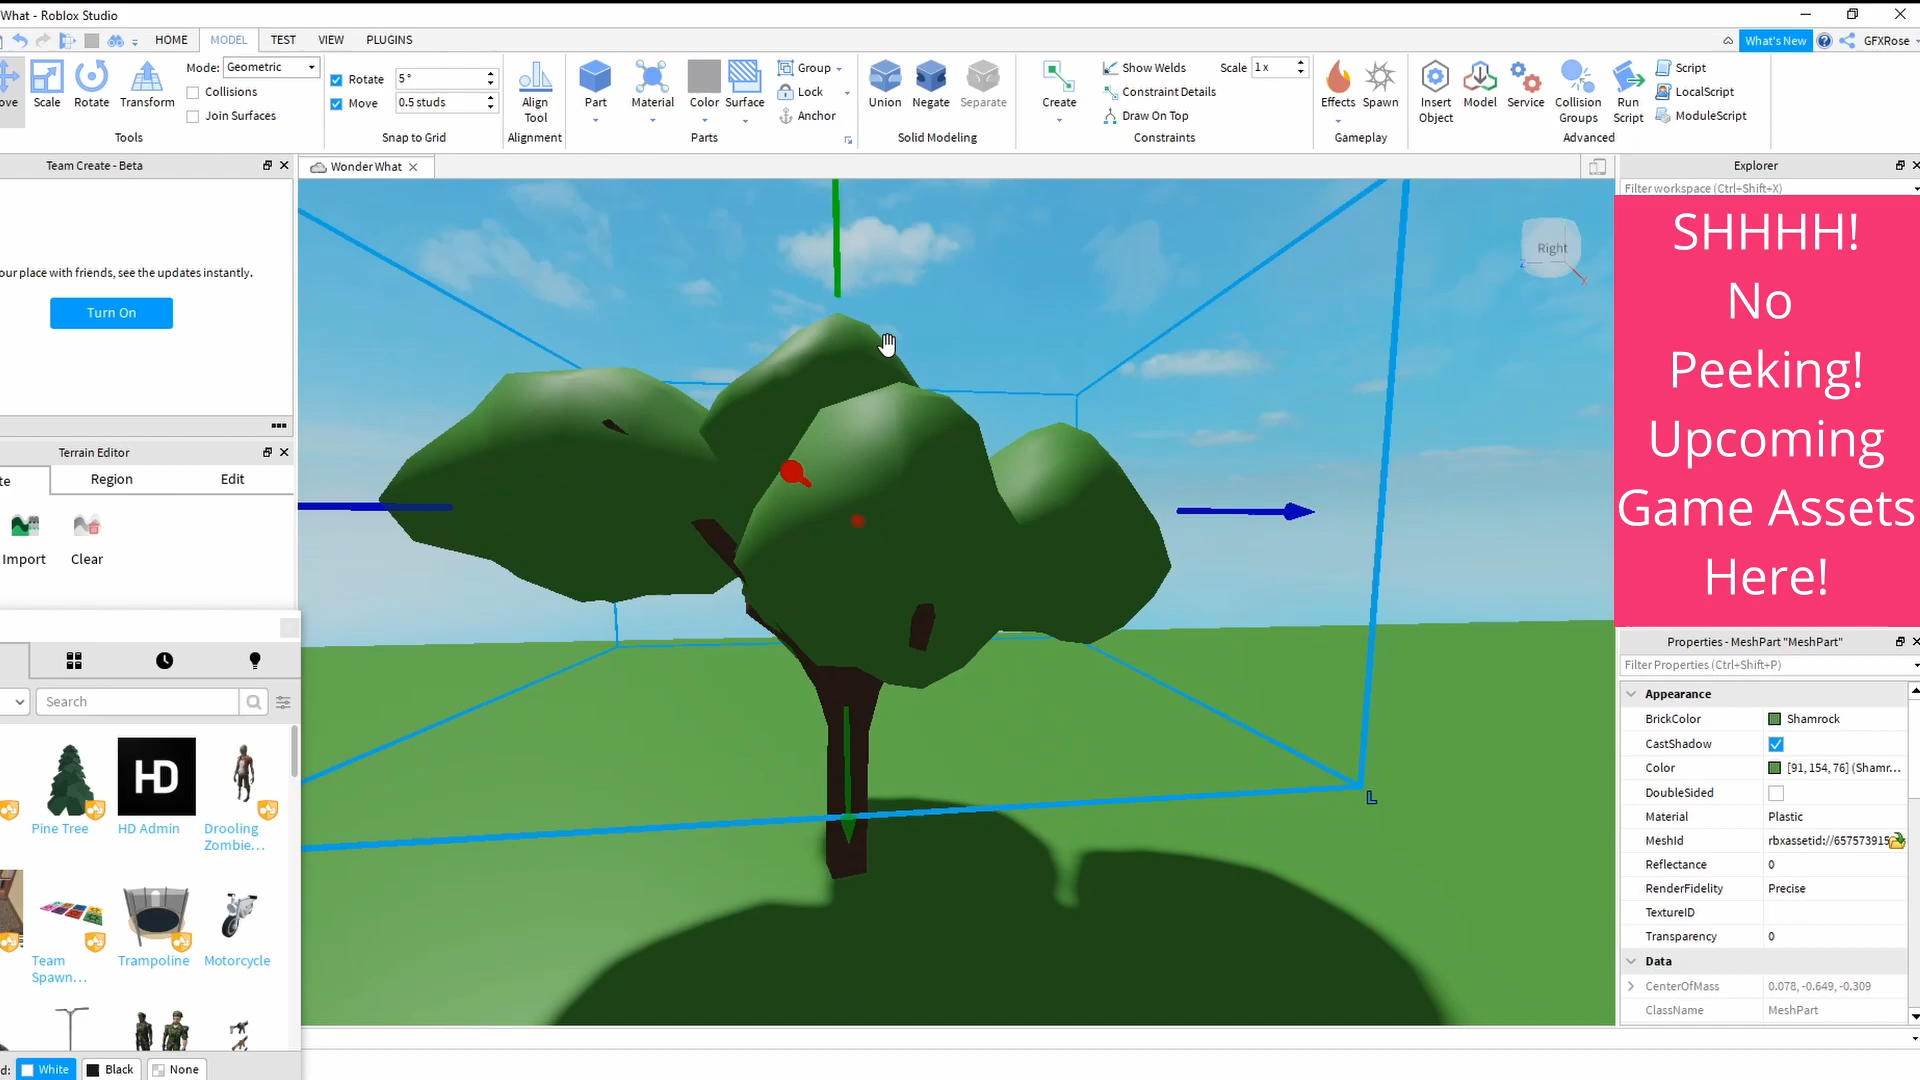 What - Roblox Studio
HOME MODEL TEST VIEW PLUGINS
What's New GFXRose
Scale Rotate Transform
Mode: Geometric
Collisions
Join Surfaces
Tools
Rotate 5°
Move 0.5 studs
Snap to Grid
Align
Tool
Alignment
Part Material Color Surface
Group
Lock
Anchor
Parts
Union Negate Separate
Solid Modeling
Create
Show Welds Scale 1 x
Constraint Details
Draw On Top
Constraints
Effects Spawn
Gameplay
Insert
Object
Model Service
Collision
Groups
Run
Script
Script
LocalScript
ModuleScript
Advanced
Team Create - Beta
our place with friends, see the updates instantly.
Turn On
Terrain Editor
te Region Edit
Import Clear
Search
Pine Tree HD Admin Drooling
Zombie...
HD
Team
Spawn...
Trampoline Motorcycle
d: White Black None
WonderWhat
Right
Z
X
L
Explorer
Filter workspace (Ctrl+Shift+X)
SHHHH!
No
Peeking!
Upcoming
Game Assets
Here!
Properties - MeshPart "MeshPart"
Filter Properties (Ctrl+Shift+P)
Appearance
BrickColor Shamrock
CastShadow
Color [91, 154, 76] (Shamr...
DoubleSided
Material Plastic
MeshId rbxassetid://657573915
Reflectance 0
RenderFidelity Precise
TextureID
Transparency 0
Data
CenterOfMass 0.078, -0.649, -0.309
ClassName MeshPart